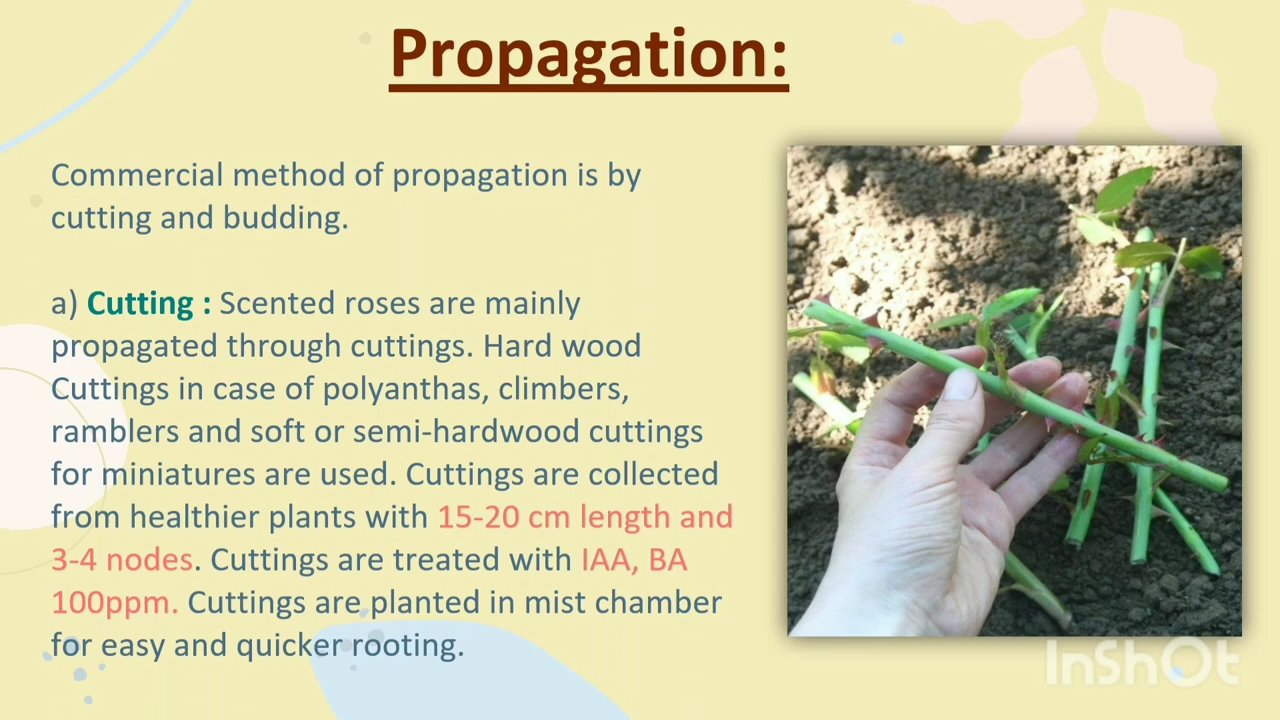 Propagation:
Commercial method of propagation is by
cutting and budding.
a) Cutting : Scented roses are mainly
propagated through cuttings. Hard wood
Cuttings in case of polyanthas, climbers,
ramblers and soft or semi-hardwood cuttings
for miniatures are used. Cuttings are collected
from healthier plants with 15-20 cm length and
3-4 nodes. Cuttings are treated with IAA, BA
100ppm. Cuttings are planted in mist chamber
for easy and quicker rooting.
InShOt